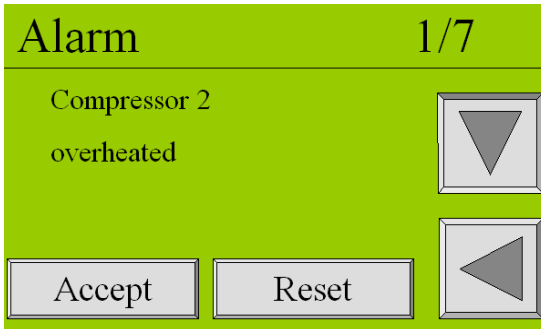 Alarm 1/7
Compressor 2
overheated
Accept Reset